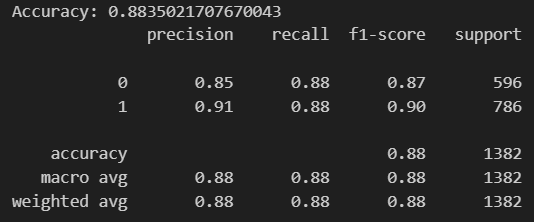 Accuracy: 0.8835021707670043
precision recall f1-score support
0 0.85 0.88 0.87 596
1 0.91 0.88 0.90 786
accuracy 0.88 1382
macro avg 0.88 0.88 0.88 1382
weighted avg 0.88 0.88 0.88 1382